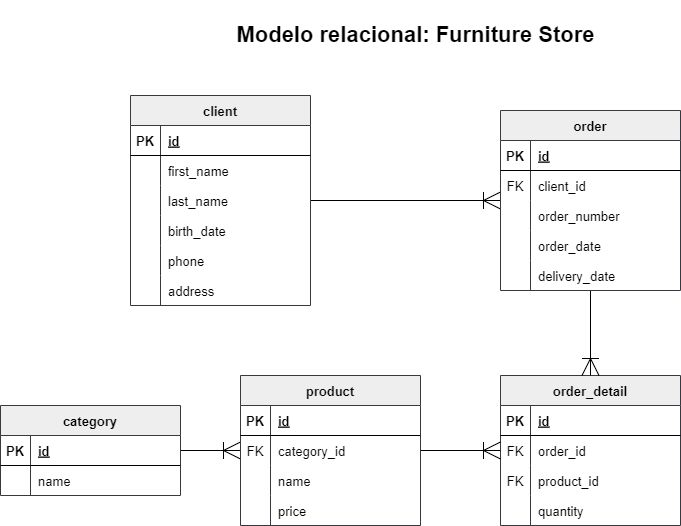 Modelo relacional: Furniture Store
client
PK id
first_name
last_name
birth_date
phone
address
order
PK id
FK client_id
order_number
order_date
delivery_date
category
PK id
name
product
PK id
FK category_id
name
price
order_detail
PK id
FK order_id
FK product_id
quantity